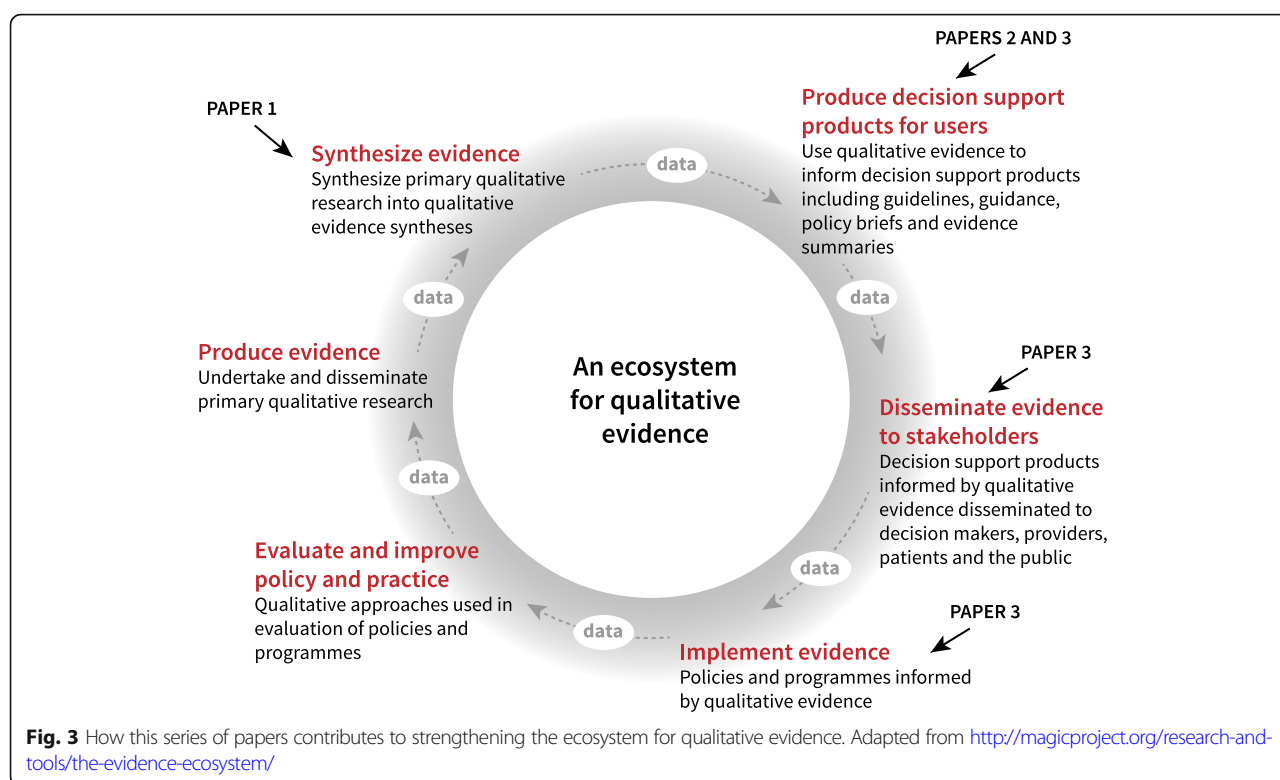 PAPERS 2 AND 3
Produce decision support
products for users
Use qualitative evidence to
inform decision support products
including guidelines, guidance,
policy briefs and evidence
summaries
PAPER 1
Synthesize evidence
Synthesize primary qualitative
research into qualitative
evidence syntheses
data
data
data
Produce evidence
Undertake and disseminate
primary qualitative research
An ecosystem
for qualitative
evidence
PAPER 3
Disseminate evidence
to stakeholders
Decision support products
informed by qualitative
evidence disseminated to
decision makers, providers,
patients and the public
data
data
Evaluate and improve
policy and practice
Qualitative approaches used in
evaluation of policies and
programmes
data
PAPER 3
Implement evidence
Policies and programmes informed
by qualitative evidence
Fig. 3 How this series of papers contributes to strengthening the ecosystem for qualitative evidence. Adapted from http://magicproject.org/research-and-
tools/the-evidence-ecosystem/